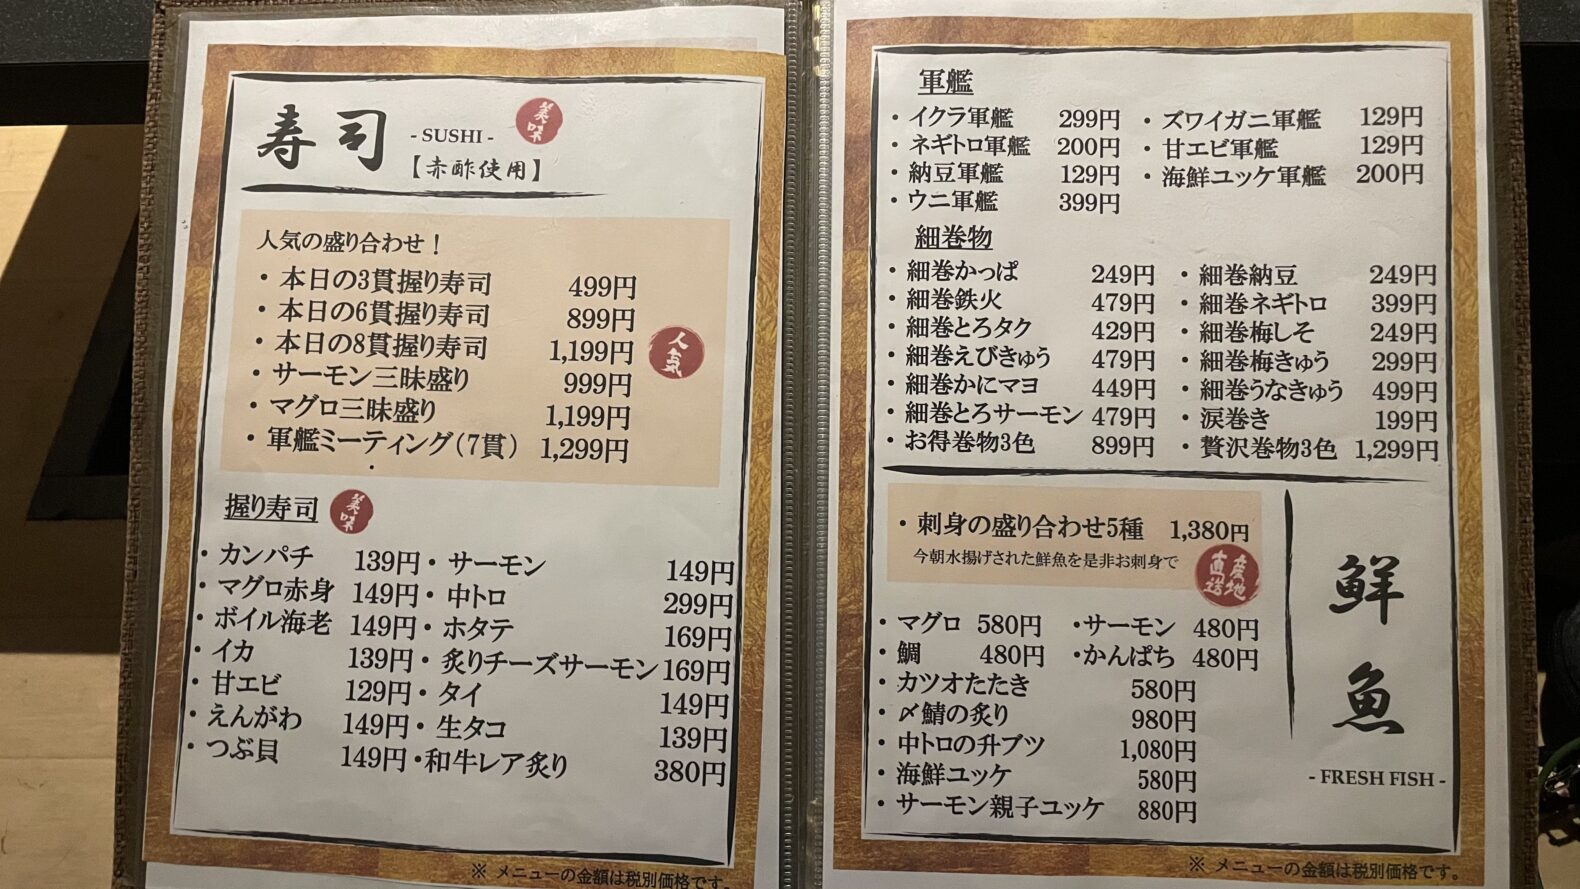 寿司
- SUSHI -
美味
【赤酢使用】
人気の盛り合わせ！
・本日の3貫握り寿司 499円
・本日の6貫握り寿司 899円
・本日の8貫握り寿司 1,199円
・サーモン三昧盛り 999円
・マグロ三昧盛り 1,199円
・軍艦ミーティング（7貫） 1,299円
人気
握り寿司
美味
・カンパチ 139円 ・サーモン 149円
・マグロ赤身 149円 ・中トロ 299円
・ボイル海老 149円 ・ホタテ 169円
・イカ 139円 ・炙りチーズサーモン 169円
・甘エビ 129円 ・タイ 149円
・えんがわ 149円 ・生タコ 139円
・つぶ貝 149円 ・和牛レア炙り 380円
※ メニューの金額は税別価格です。
軍艦
・イクラ軍艦 299円 ・ズワイガニ軍艦 129円
・ネギトロ軍艦 200円 ・甘エビ軍艦 129円
・納豆軍艦 129円 ・海鮮ユッケ軍艦 200円
・ウニ軍艦 399円
細巻物
・細巻かっぱ 249円 ・細巻納豆 249円
・細巻鉄火 479円 ・細巻ネギトロ 399円
・細巻とろタク 429円 ・細巻梅しそ 249円
・細巻えびきゅう 479円 ・細巻梅きゅう 299円
・細巻かにマヨ 449円 ・細巻うなきゅう 499円
・細巻とろサーモン 479円 ・涙巻き 199円
・お得巻物3色 899円 ・贅沢巻物3色 1,299円
・刺身の盛り合わせ5種 1,380円
今朝水揚げされた鮮魚を是非お刺身で
産地直送
・マグロ 580円 ・サーモン 480円
・鯛 480円 ・かんぱち 480円
・カツオたたき 580円
・〆鯖の炙り 980円
・中トロの升ブツ 1,080円
・海鮮ユッケ 580円
・サーモン親子ユッケ 880円
鮮魚
- FRESH FISH -
※ メニューの金額は税別価格です。